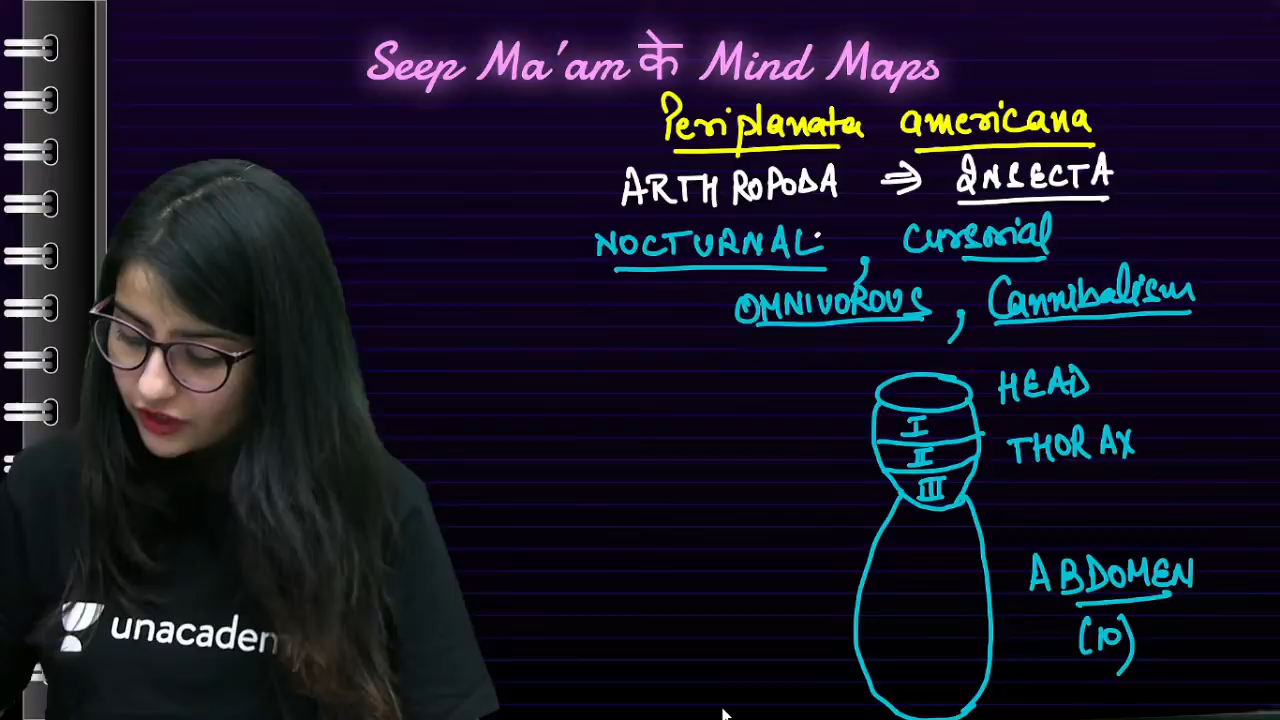 Seep Ma'am के Mind Maps
Periplanata americana
ARTHROPODA ⇒ INSECTA
NOCTURNAL, Cursorial
OMNIVOROUS, Cannibalism
HEAD
I
THORAX
II
III
ABDOMEN
(10)
unacadem